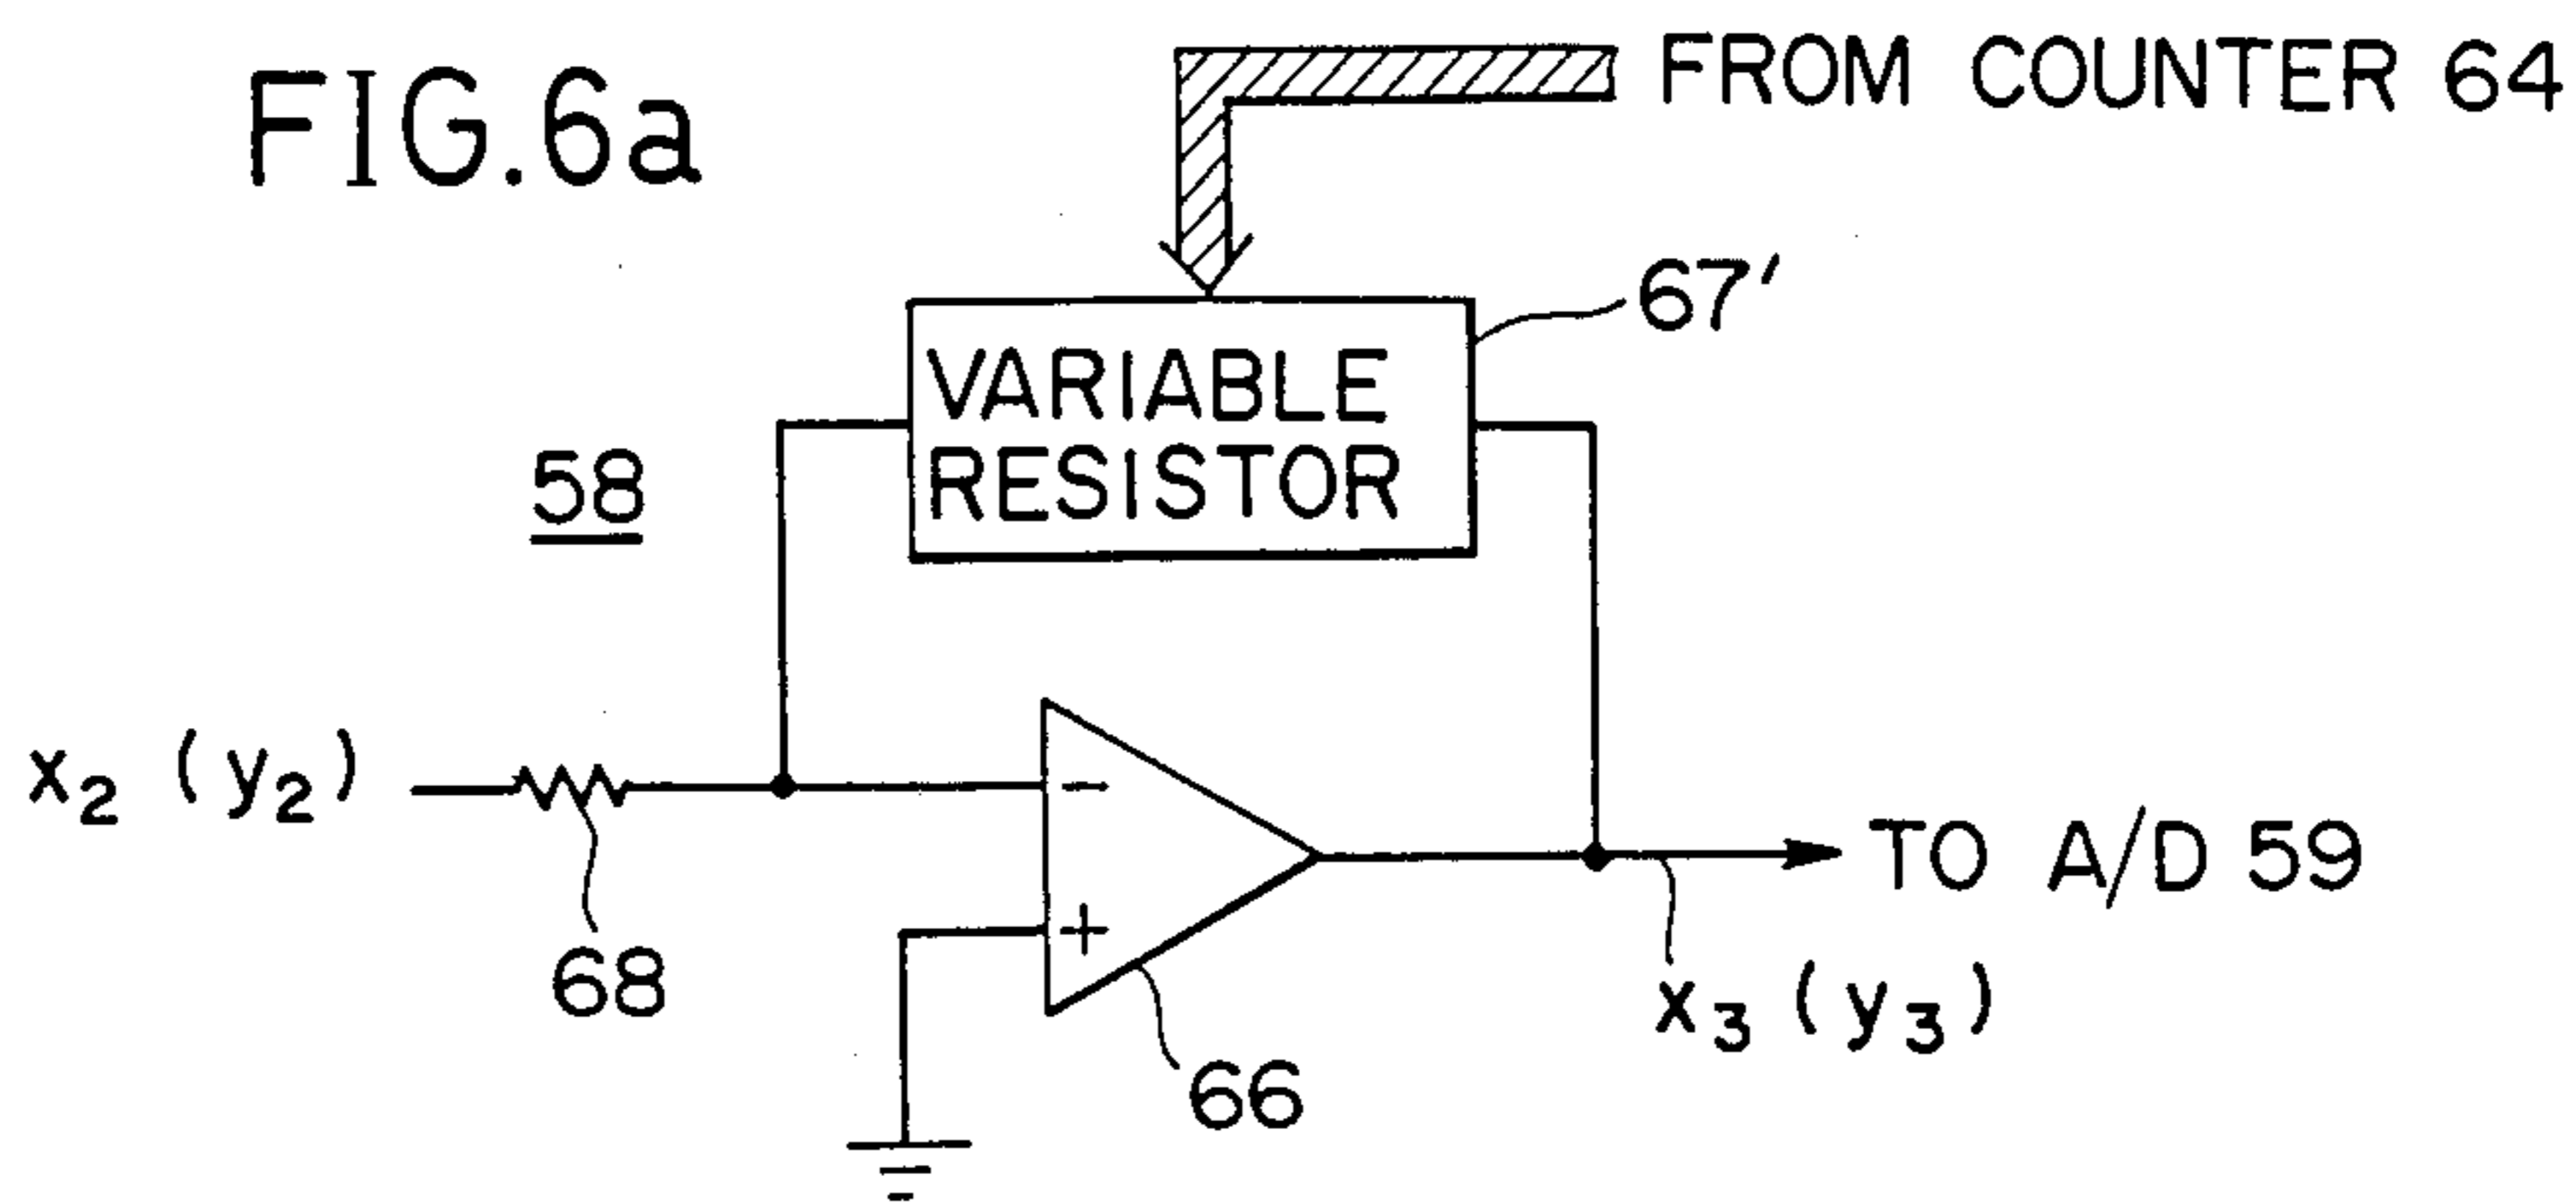 FIG.6a
FROM COUNTER 64
67'
VARIABLE
RESISTOR
58
x₂ (y₂)
68
−
+
66
TO A/D 59
x₃ (y₃)